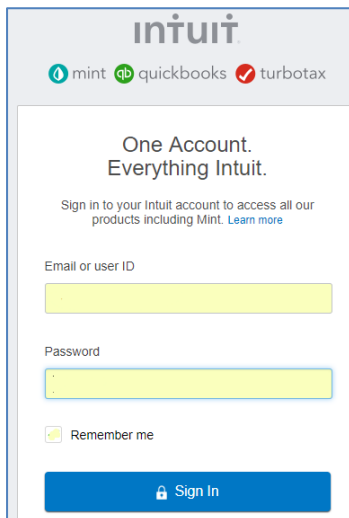 intuit
mint quickbooks turbotax
One Account.
Everything Intuit.
Sign in to your Intuit account to access all our
products including Mint. Learn more
Email or user ID
Password
Remember me
Sign In